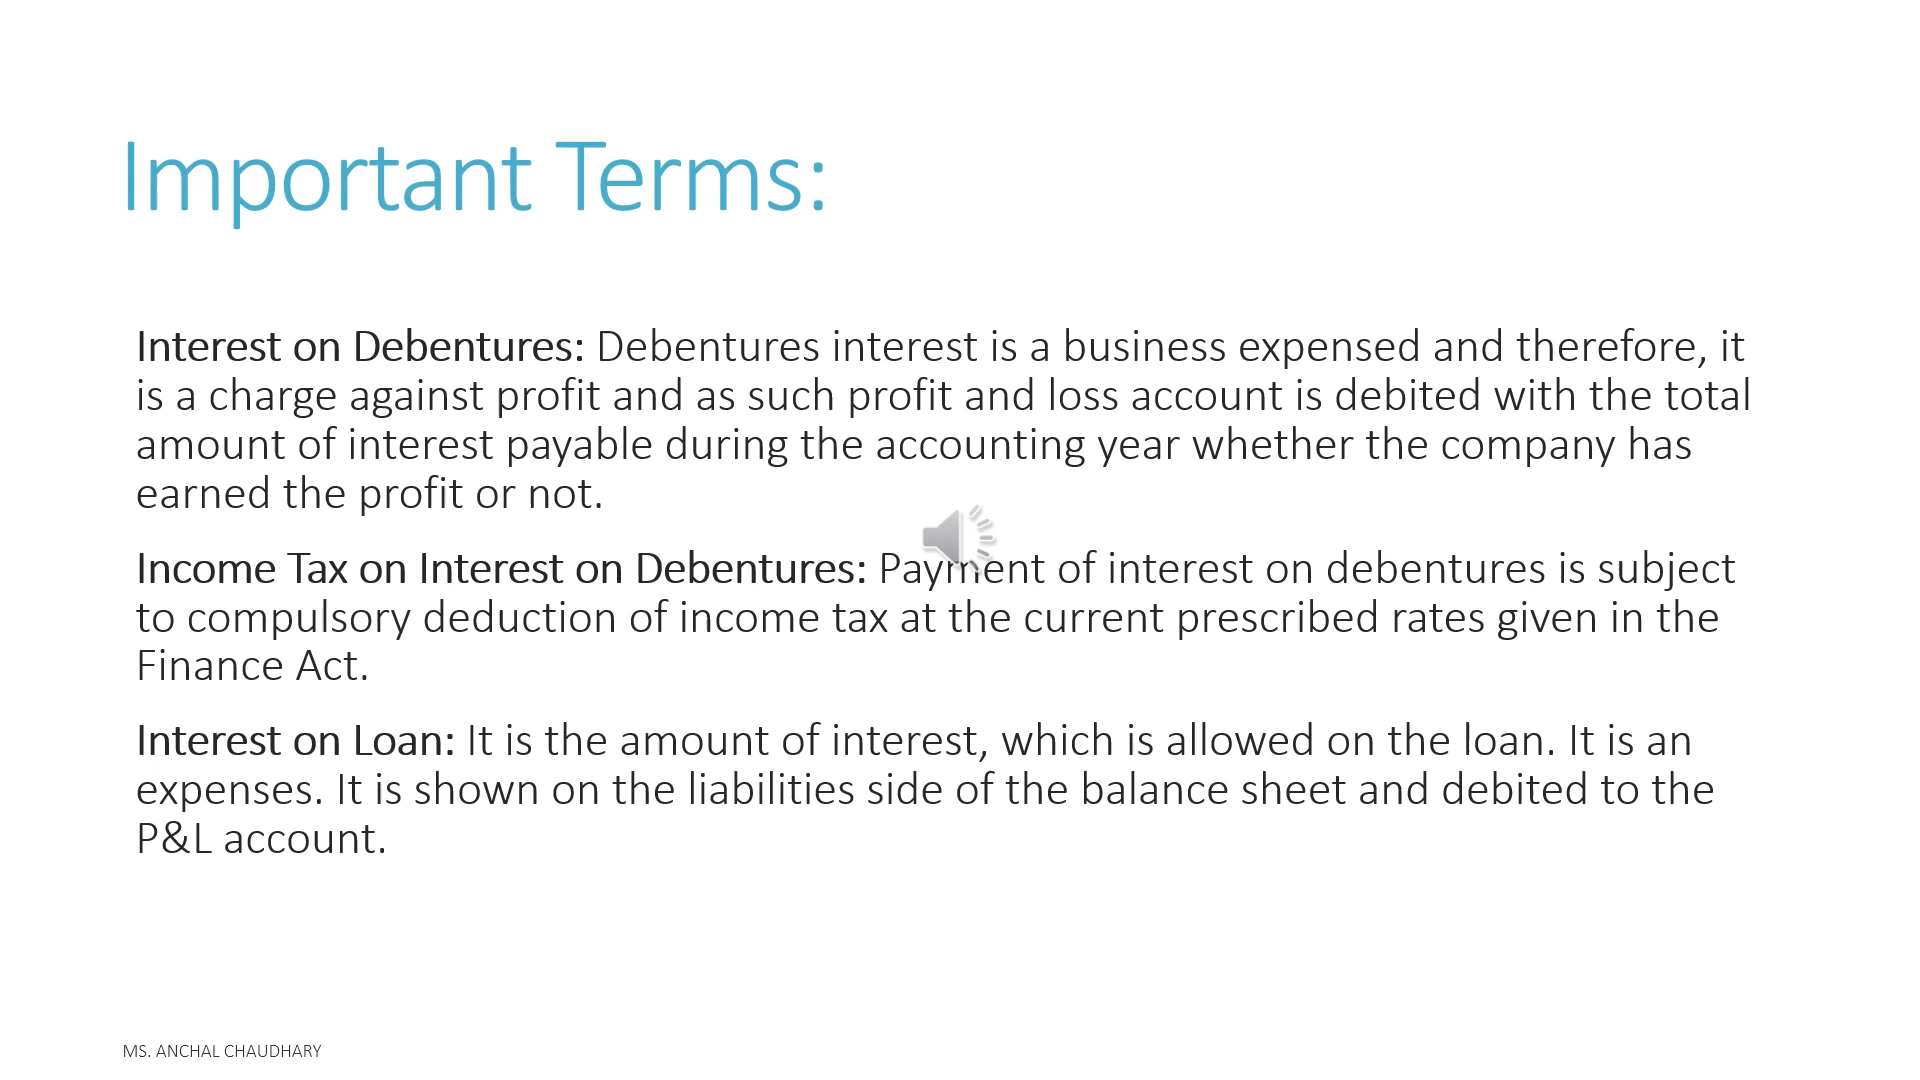 Important Terms:
Interest on Debentures: Debentures interest is a business expensed and therefore, it
is a charge against profit and as such profit and loss account is debited with the total
amount of interest payable during the accounting year whether the company has
earned the profit or not.
Income Tax on Interest on Debentures: Payment of interest on debentures is subject
to compulsory deduction of income tax at the current prescribed rates given in the
Finance Act.
Interest on Loan: It is the amount of interest, which is allowed on the loan. It is an
expenses. It is shown on the liabilities side of the balance sheet and debited to the
P&L account.
MS. ANCHAL CHAUDHARY